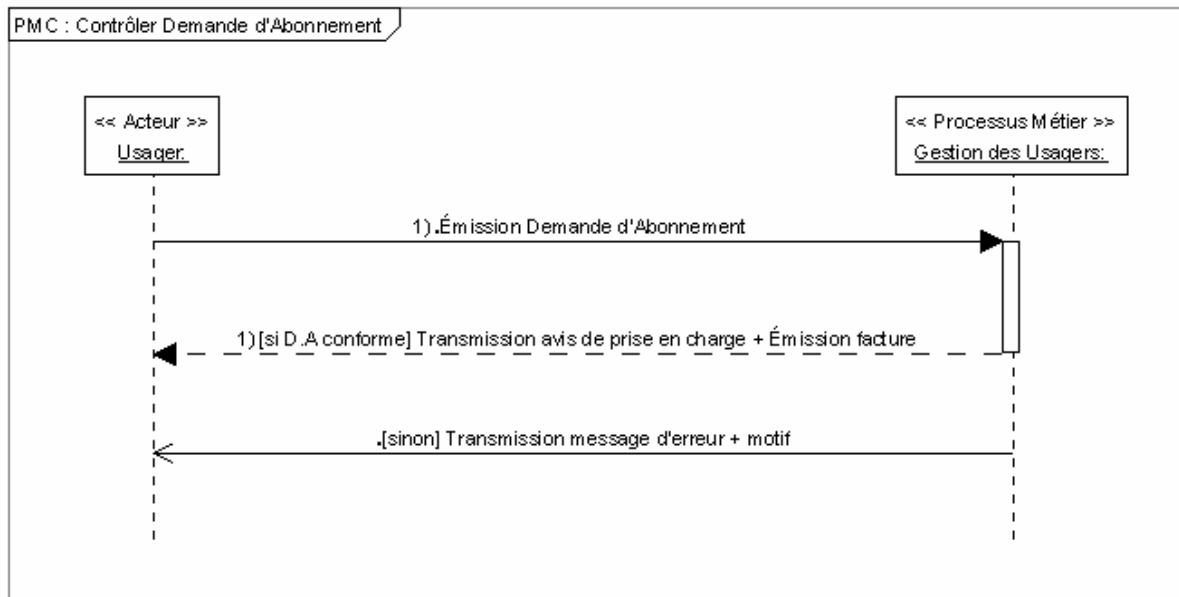 PMC : Contrôler Demande d'Abonnement
<< Acteur >>
Usager:
<< Processus Métier >>
Gestion des Usagers:
1) .Émission Demande d'Abonnement
1) [si D.A conforme] Transmission avis de prise en charge + Émission facture
.[sinon] Transmission message d'erreur + motif